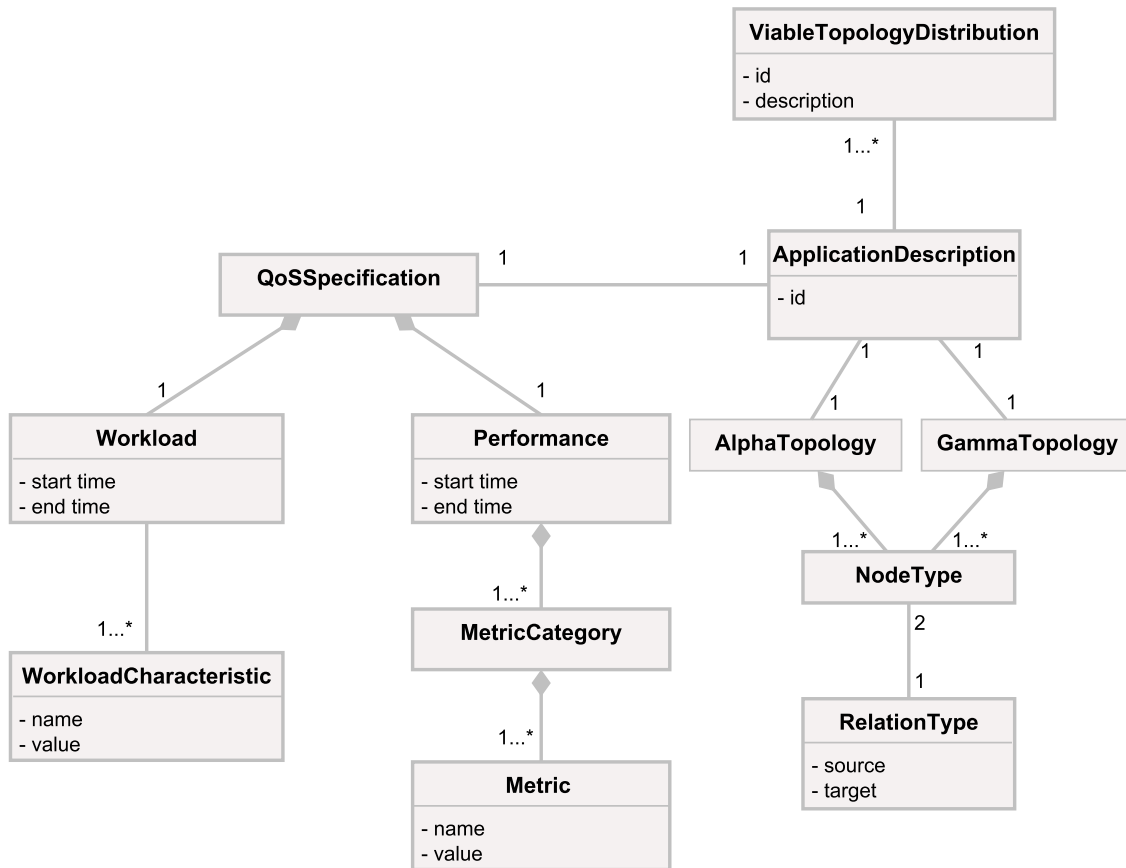 ViableTopologyDistribution
- id
- description
1...*
1
ApplicationDescription
- id
1
1
QoSSpecification
1
1
1
1
1
1
Workload
- start time
- end time
Performance
- start time
- end time
AlphaTopology
GammaTopology
1...*
1...*
NodeType
1...*
1...*
2
1
WorkloadCharacteristic
- name
- value
MetricCategory
RelationType
- source
- target
1...*
Metric
- name
- value